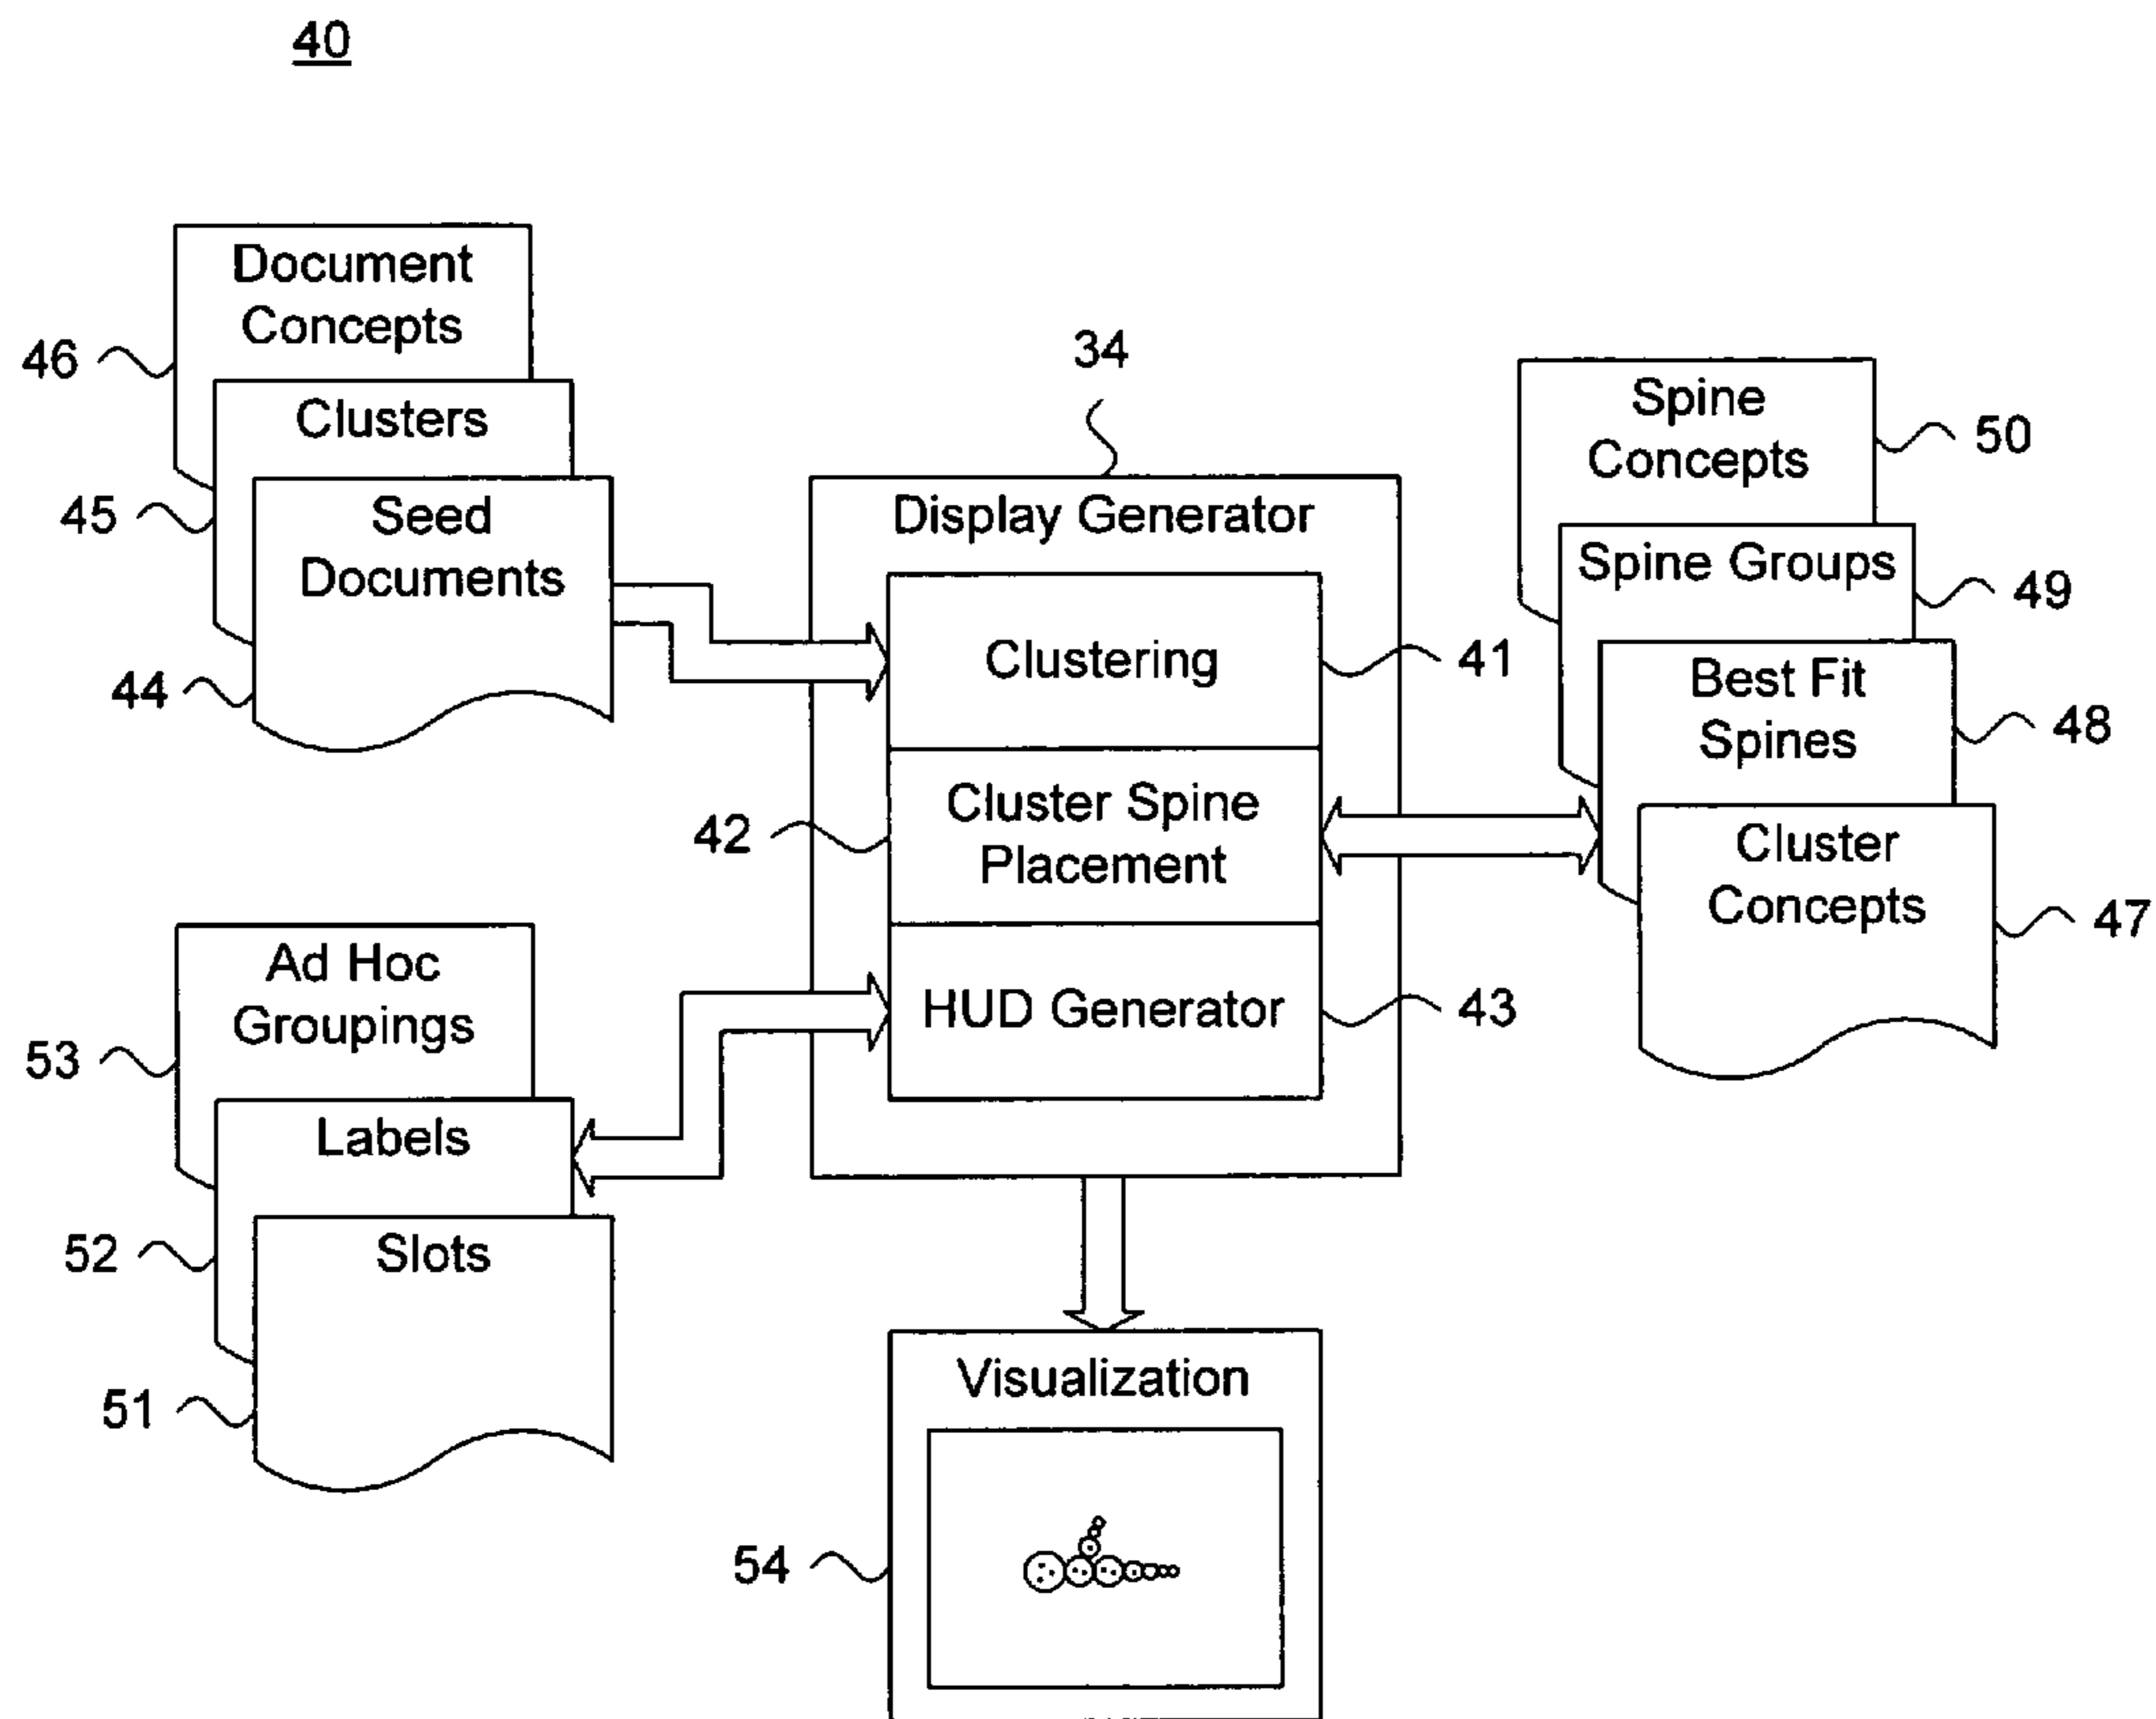 40
Document
Concepts
46
Clusters
45
Seed
Documents
44
34
Display Generator
Clustering
41
Cluster Spine
Placement
42
HUD Generator
43
Spine
Concepts
50
Spine Groups
49
Best Fit
Spines
48
Cluster
Concepts
47
Ad Hoc
Groupings
53
Labels
52
Slots
51
Visualization
54